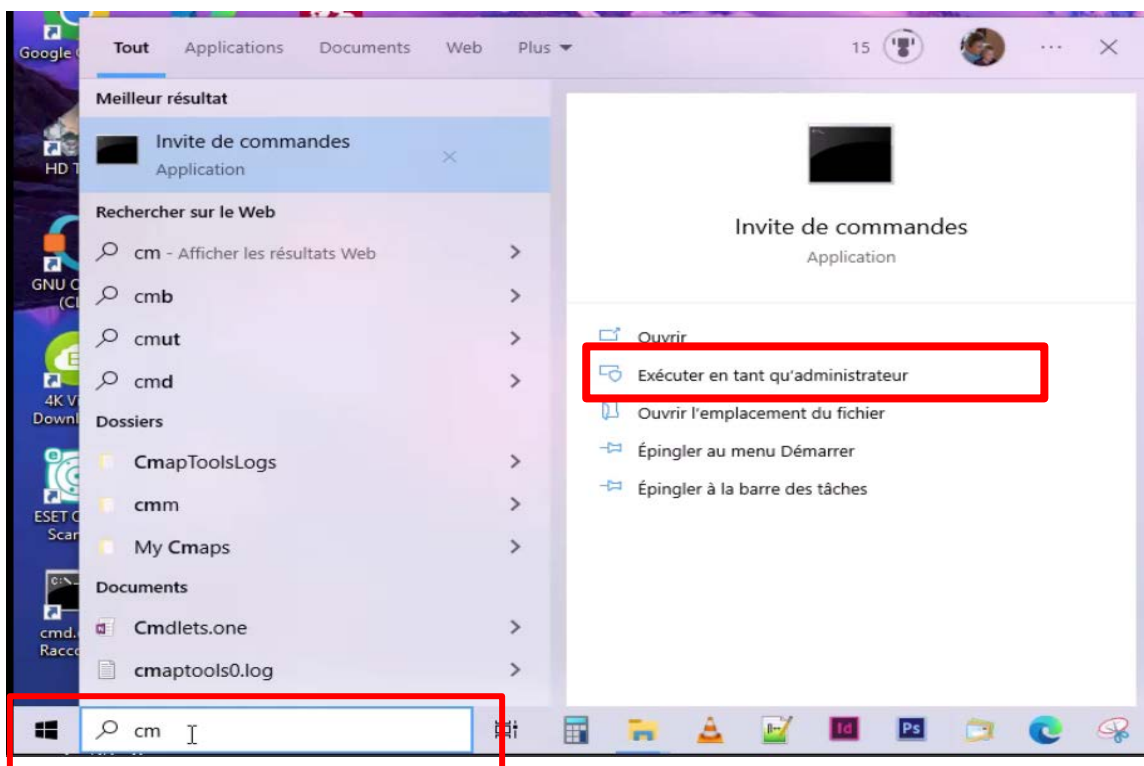 Google
Tout Applications Documents Web Plus 15
Meilleur résultat
Invite de commandes
Application
HD
Rechercher sur le Web
cm - Afficher les résultats Web
GNU
cmb
cmut
cmd
4K
Dossiers
CmapToolsLogs
cmm
ESET
My Cmaps
Documents
Cmdlets.one
cmd.
cmaptools0.log
cm
Invite de commandes
Application
Ouvrir
Exécuter en tant qu'administrateur
Ouvrir l'emplacement du fichier
Épingler au menu Démarrer
Épingler à la barre des tâches
Id
Ps